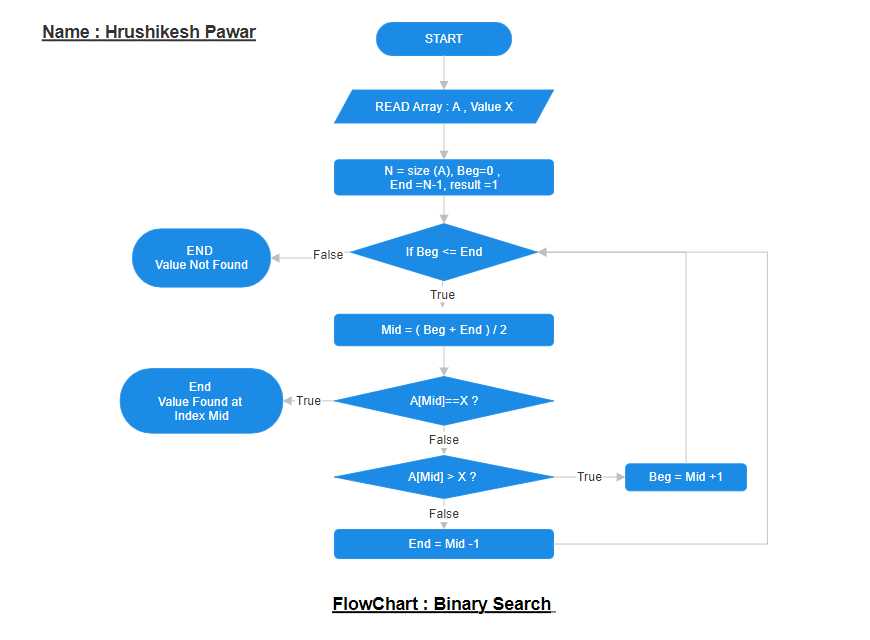 Name : Hrushikesh Pawar
START
READ Array : A , Value X
N = size (A), Beg=0 ,
End =N-1, result =1
If Beg <= End
False
END
Value Not Found
True
Mid = ( Beg + End ) / 2
A[Mid]==X ?
True
End
Value Found at
Index Mid
False
A[Mid] > X ?
True
Beg = Mid +1
False
End = Mid -1
FlowChart : Binary Search